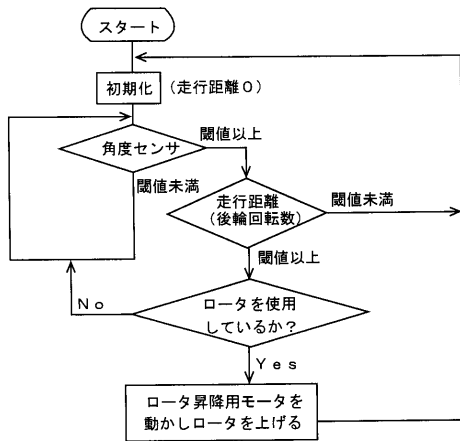 スタート
初期化
(走行距離０)
角度センサ
閾値以上
閾値未満
走行距離
(後輪回転数)
閾値未満
閾値以上
Ｎｏ
ロータを使用
しているか？
Ｙｅｓ
ロータ昇降用モータを
動かしロータを上げる